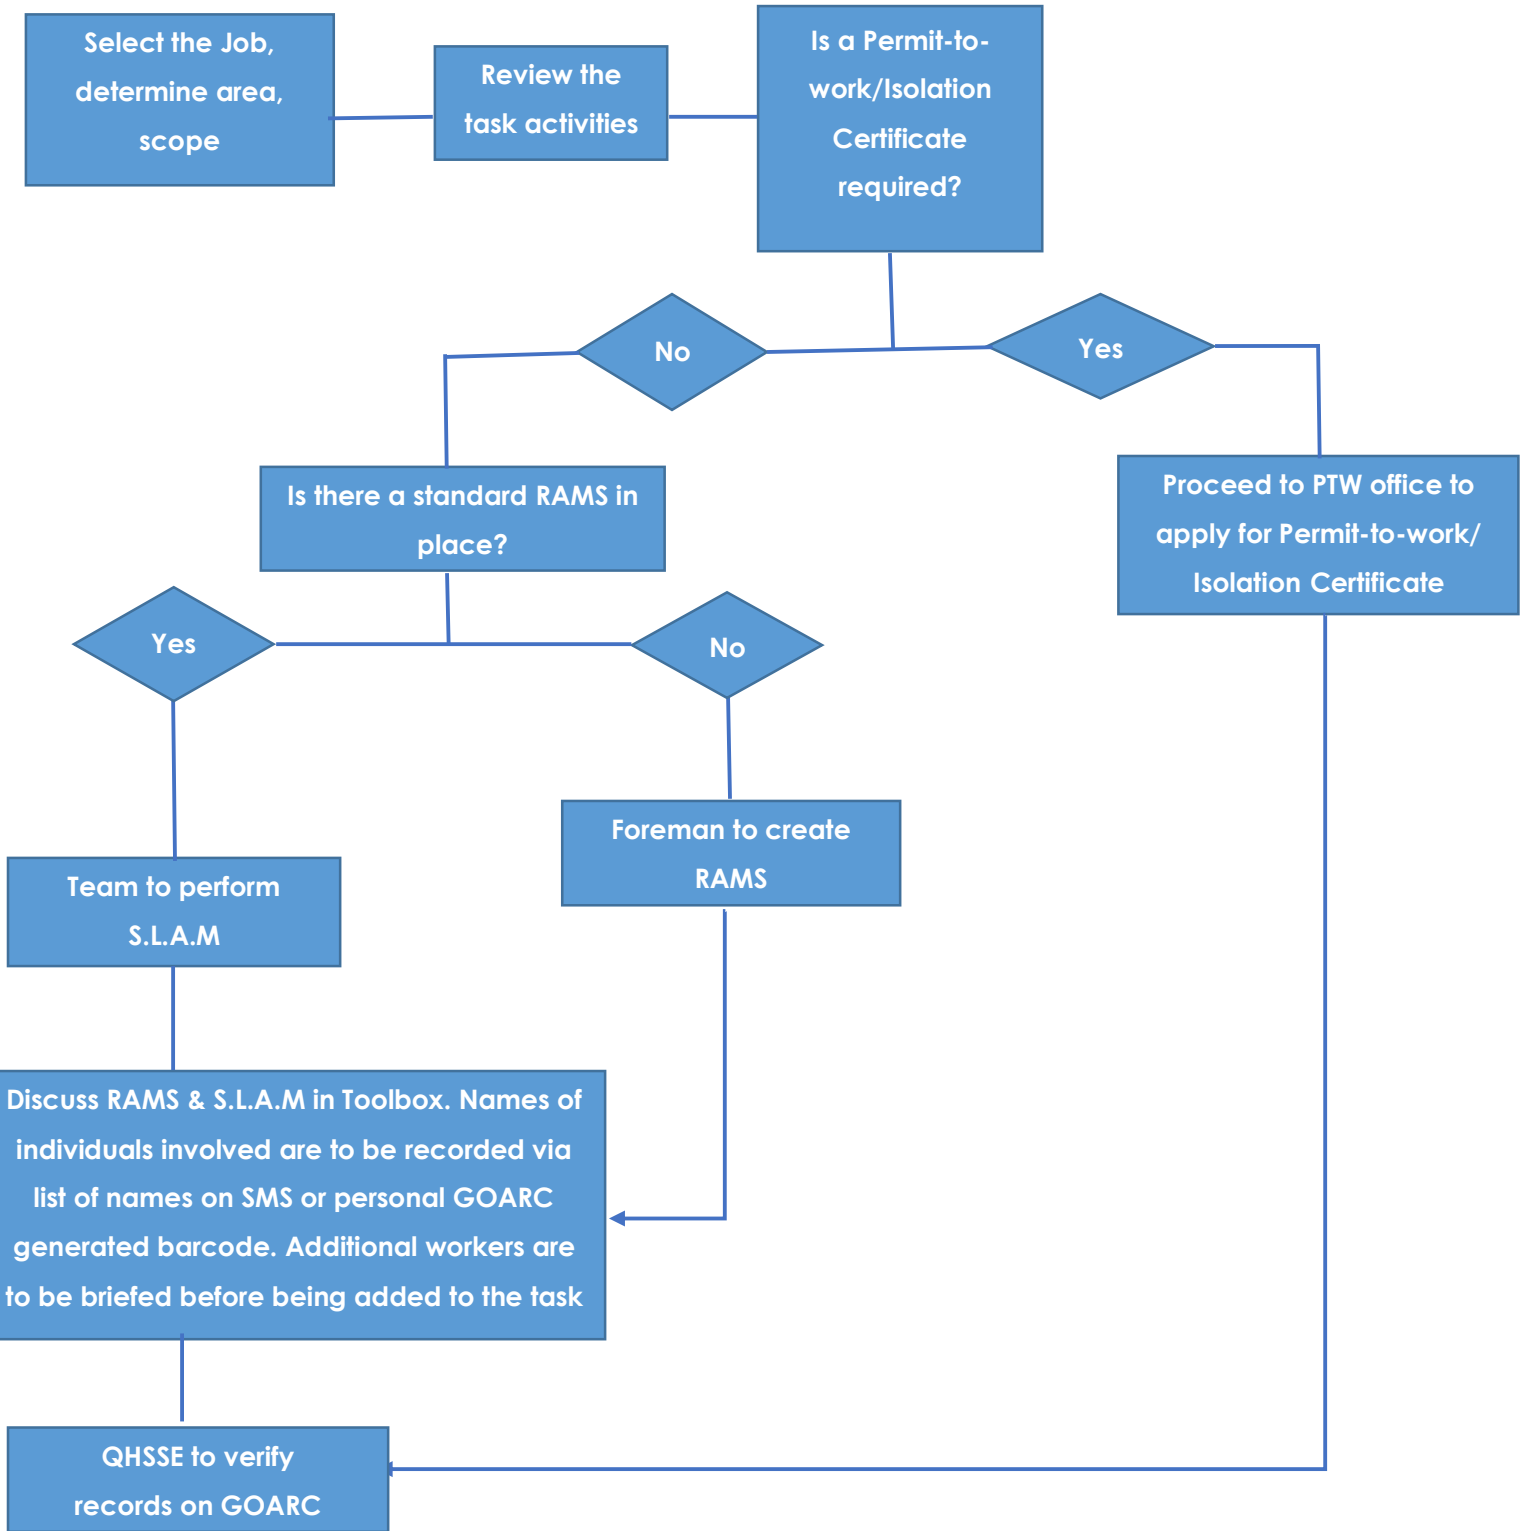 Select the Job,
determine area,
scope
Review the
task activities
Is a Permit-to-
work/Isolation
Certificate
required?
No
Yes
Is there a standard RAMS in
place?
Proceed to PTW office to
apply for Permit-to-work/
Isolation Certificate
Yes
No
Foreman to create
RAMS
Team to perform
S.L.A.M
Discuss RAMS & S.L.A.M in Toolbox. Names of
individuals involved are to be recorded via
list of names on SMS or personal GOARC
generated barcode. Additional workers are
to be briefed before being added to the task
QHSSE to verify
records on GOARC